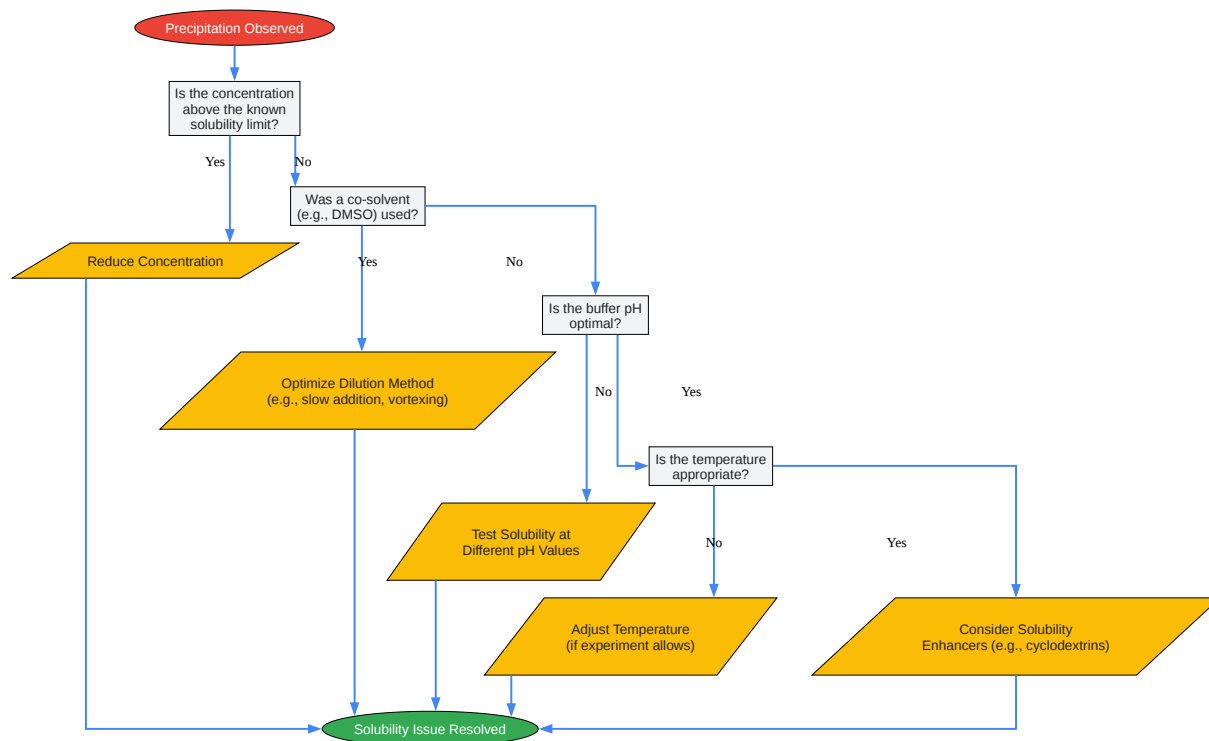 Precipitation Observed
Is the concentration
above the known
solubility limit?
Yes
No
Was a co-solvent
(e.g., DMSO) used?
Reduce Concentration
Yes
No
Is the buffer pH
optimal?
Optimize Dilution Method
(e.g., slow addition, vortexing)
No
Yes
Is the temperature
appropriate?
Test Solubility at
Different pH Values
No
Yes
Adjust Temperature
(if experiment allows)
Consider Solubility
Enhancers (e.g., cyclodextrins)
Solubility Issue Resolved